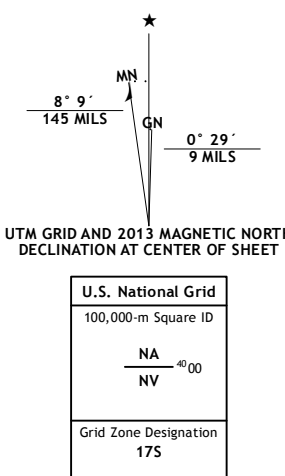 ★
MN
GN
8° 9´
145 MILS
0° 29´
9 MILS
UTM GRID AND 2013 MAGNETIC NORTH
DECLINATION AT CENTER OF SHEET
U.S. National Grid
100,000-m Square ID
NA
4000
NV
Grid Zone Designation
17S